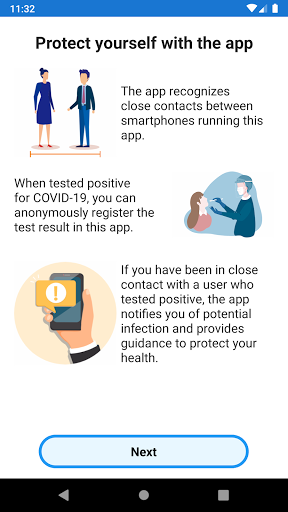 11:32
Protect yourself with the app
The app recognizes
close contacts between
smartphones running this
app.
When tested positive
for COVID-19, you can
anonymously register the
test result in this app.
If you have been in close
contact with a user who
tested positive, the app
notifies you of potential
infection and provides
guidance to protect your
health.
Next